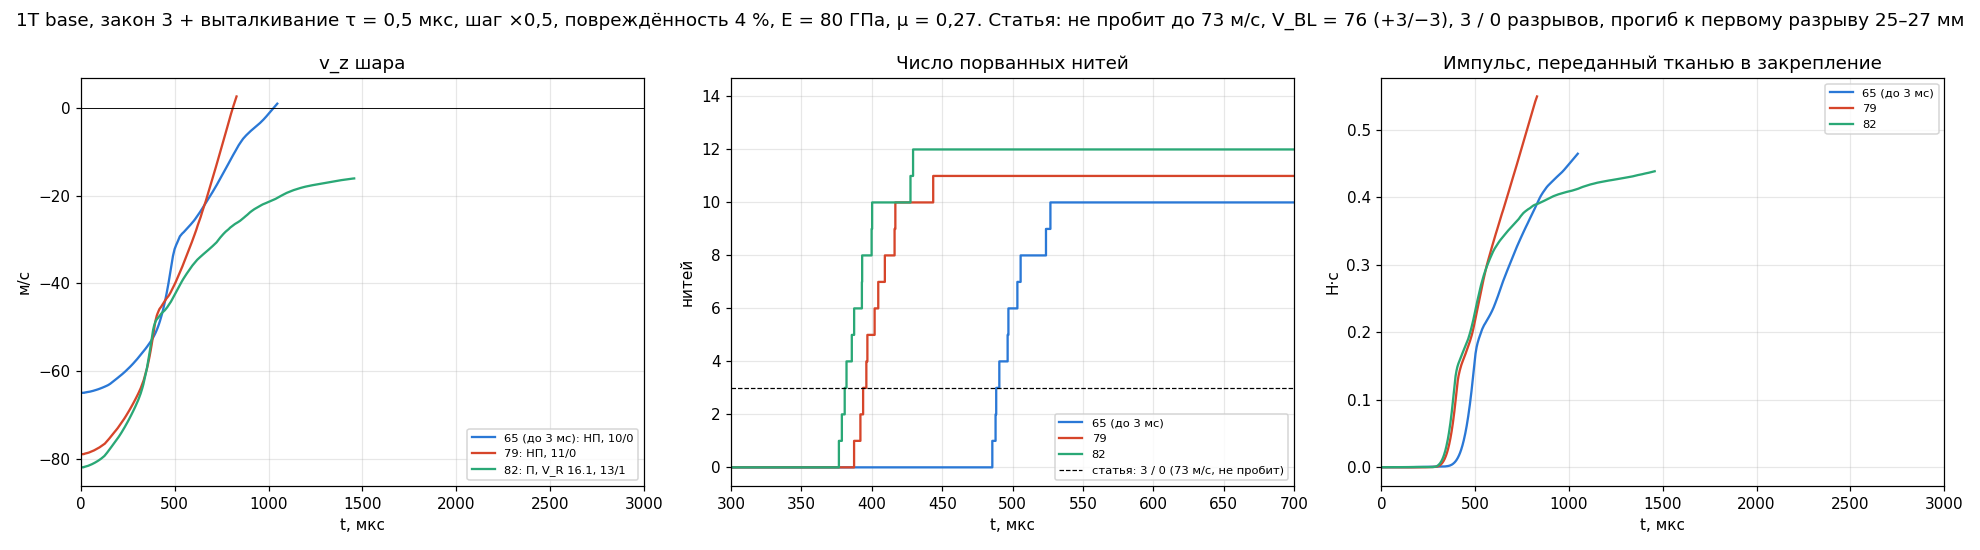 1T base, закон 3 + выталкивание τ = 0,5 мкс, шаг ×0,5, повреждённость 4 %, E = 80 ГПа, μ = 0,27. Статья: не пробит до 73 м/с, V_BL = 76 (+3/−3), 3 / 0 разрывов, прогиб к первому разрыву 25–27 мм
v_z шара
м/с
0
−20
−40
−60
−80
65 (до 3 мс): НП, 10/0
79: НП, 11/0
82: П, V_R 16.1, 13/1
0
500
1000
1500
2000
2500
3000
t, мкс
Число порванных нитей
нитей
14
12
10
8
6
4
2
0
65 (до 3 мс)
79
82
статья: 3 / 0 (73 м/с, не пробит)
300
350
400
450
500
550
600
650
700
t, мкс
Импульс, переданный тканью в закрепление
Н·с
0.5
0.4
0.3
0.2
0.1
0.0
65 (до 3 мс)
79
82
0
500
1000
1500
2000
2500
3000
t, мкс